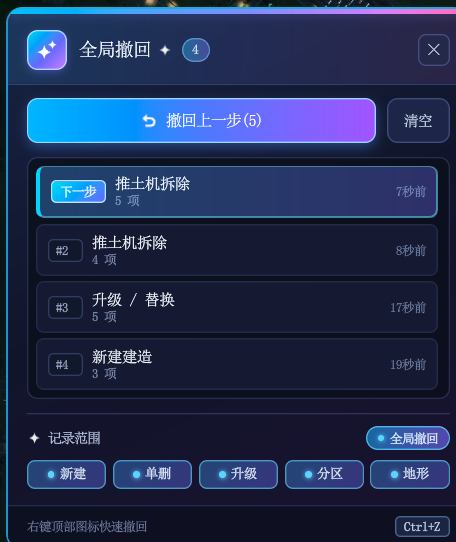 全局撤回 4
撤回上一步(5)
清空
下一步 推土机拆除 7秒前
5 项
#2 推土机拆除 8秒前
4 项
#3 升级 / 替换 17秒前
5 项
#4 新建建造 19秒前
3 项
记录范围 全局撤回
新建 单删 升级 分区 地形
右键顶部图标快速撤回 Ctrl+Z